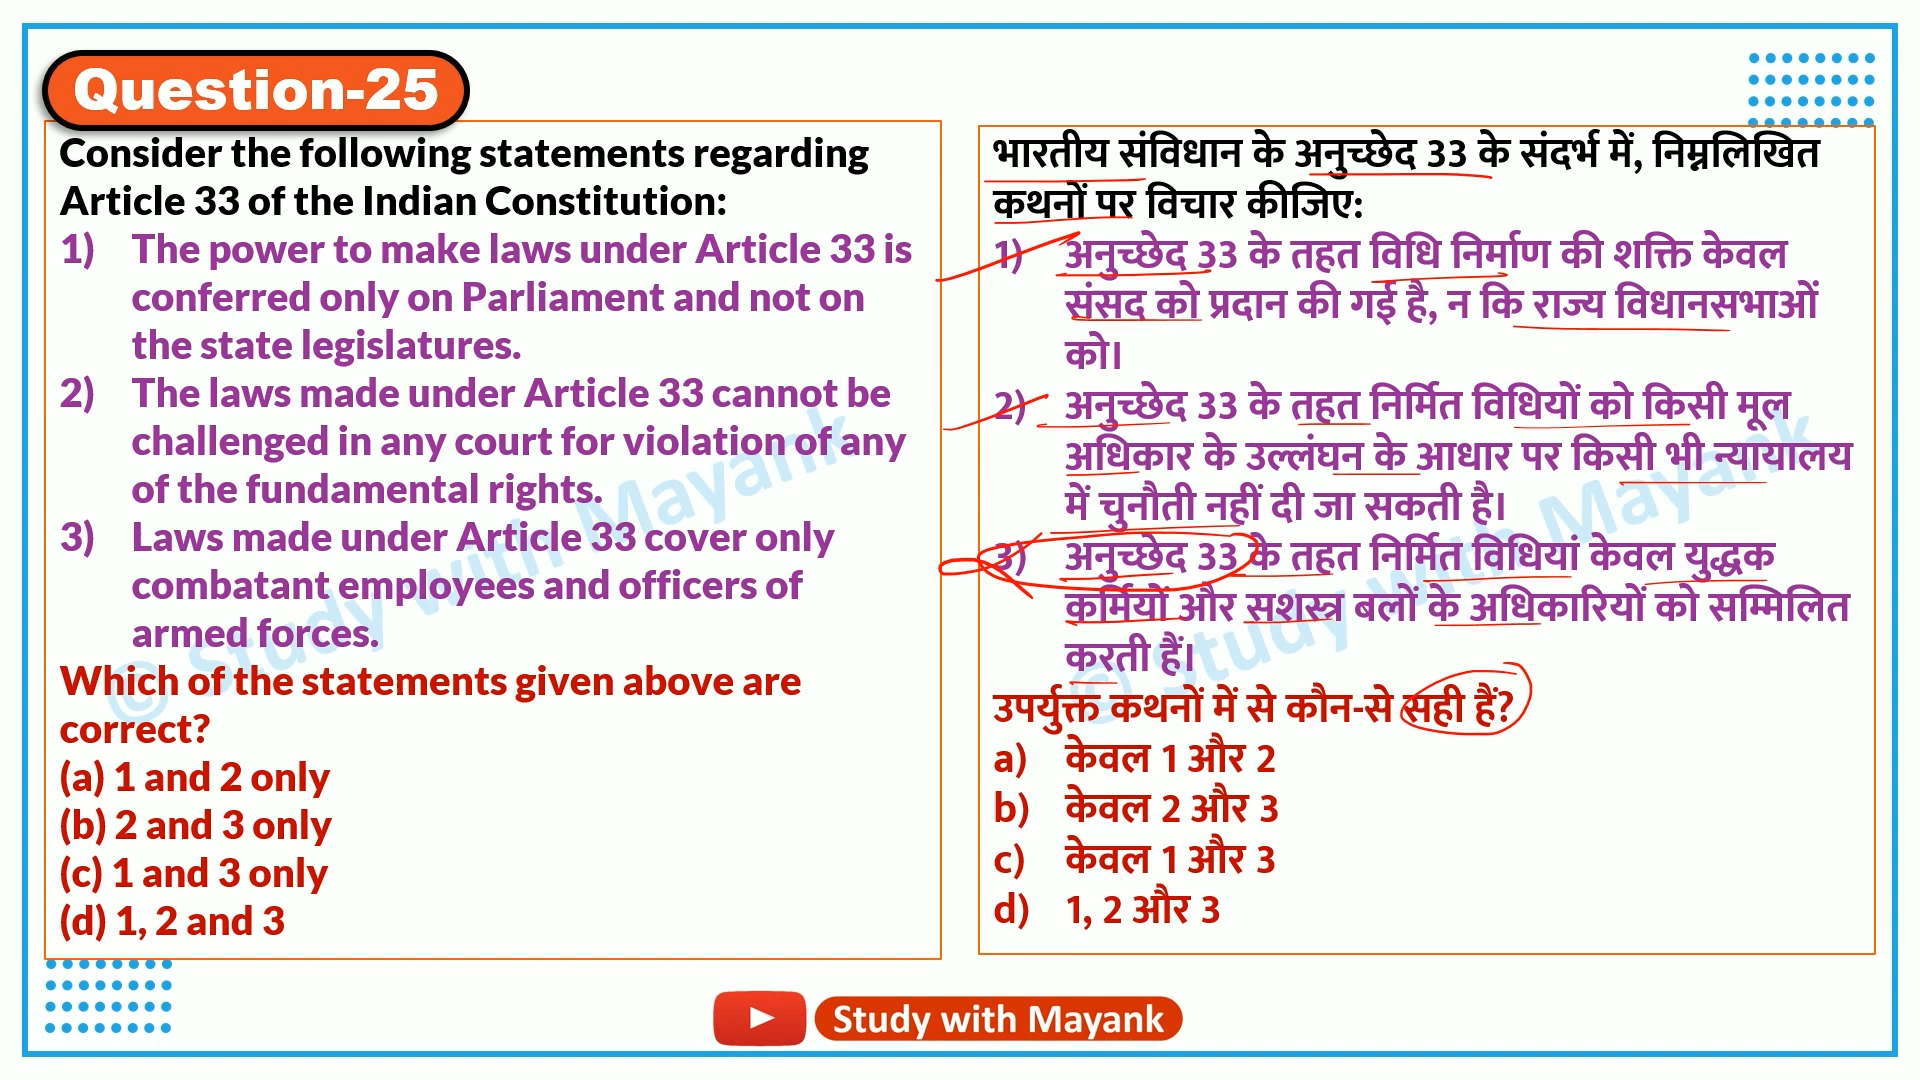 Question-25
Consider the following statements regarding
Article 33 of the Indian Constitution:
1) The power to make laws under Article 33 is
conferred only on Parliament and not on
the state legislatures.
2) The laws made under Article 33 cannot be
challenged in any court for violation of any
of the fundamental rights.
3) Laws made under Article 33 cover only
combatant employees and officers of
armed forces.
Which of the statements given above are
correct?
(a) 1 and 2 only
(b) 2 and 3 only
(c) 1 and 3 only
(d) 1, 2 and 3
© Study with Mayank
भारतीय संविधान के अनुच्छेद 33 के संदर्भ में, निम्नलिखित
कथनों पर विचार कीजिए:
1) अनुच्छेद 33 के तहत विधि निर्माण की शक्ति केवल
संसद को प्रदान की गई है, न कि राज्य विधानसभाओं
को।
2) अनुच्छेद 33 के तहत निर्मित विधियों को किसी मूल
अधिकार के उल्लंघन के आधार पर किसी भी न्यायालय
में चुनौती नहीं दी जा सकती है।
3) अनुच्छेद 33 के तहत निर्मित विधियां केवल युद्धक
कर्मियों और सशस्त्र बलों के अधिकारियों को सम्मिलित
करती हैं।
उपर्युक्त कथनों में से कौन-से सही हैं?
a) केवल 1 और 2
b) केवल 2 और 3
c) केवल 1 और 3
d) 1, 2 और 3
© Study with Mayank
Study with Mayank